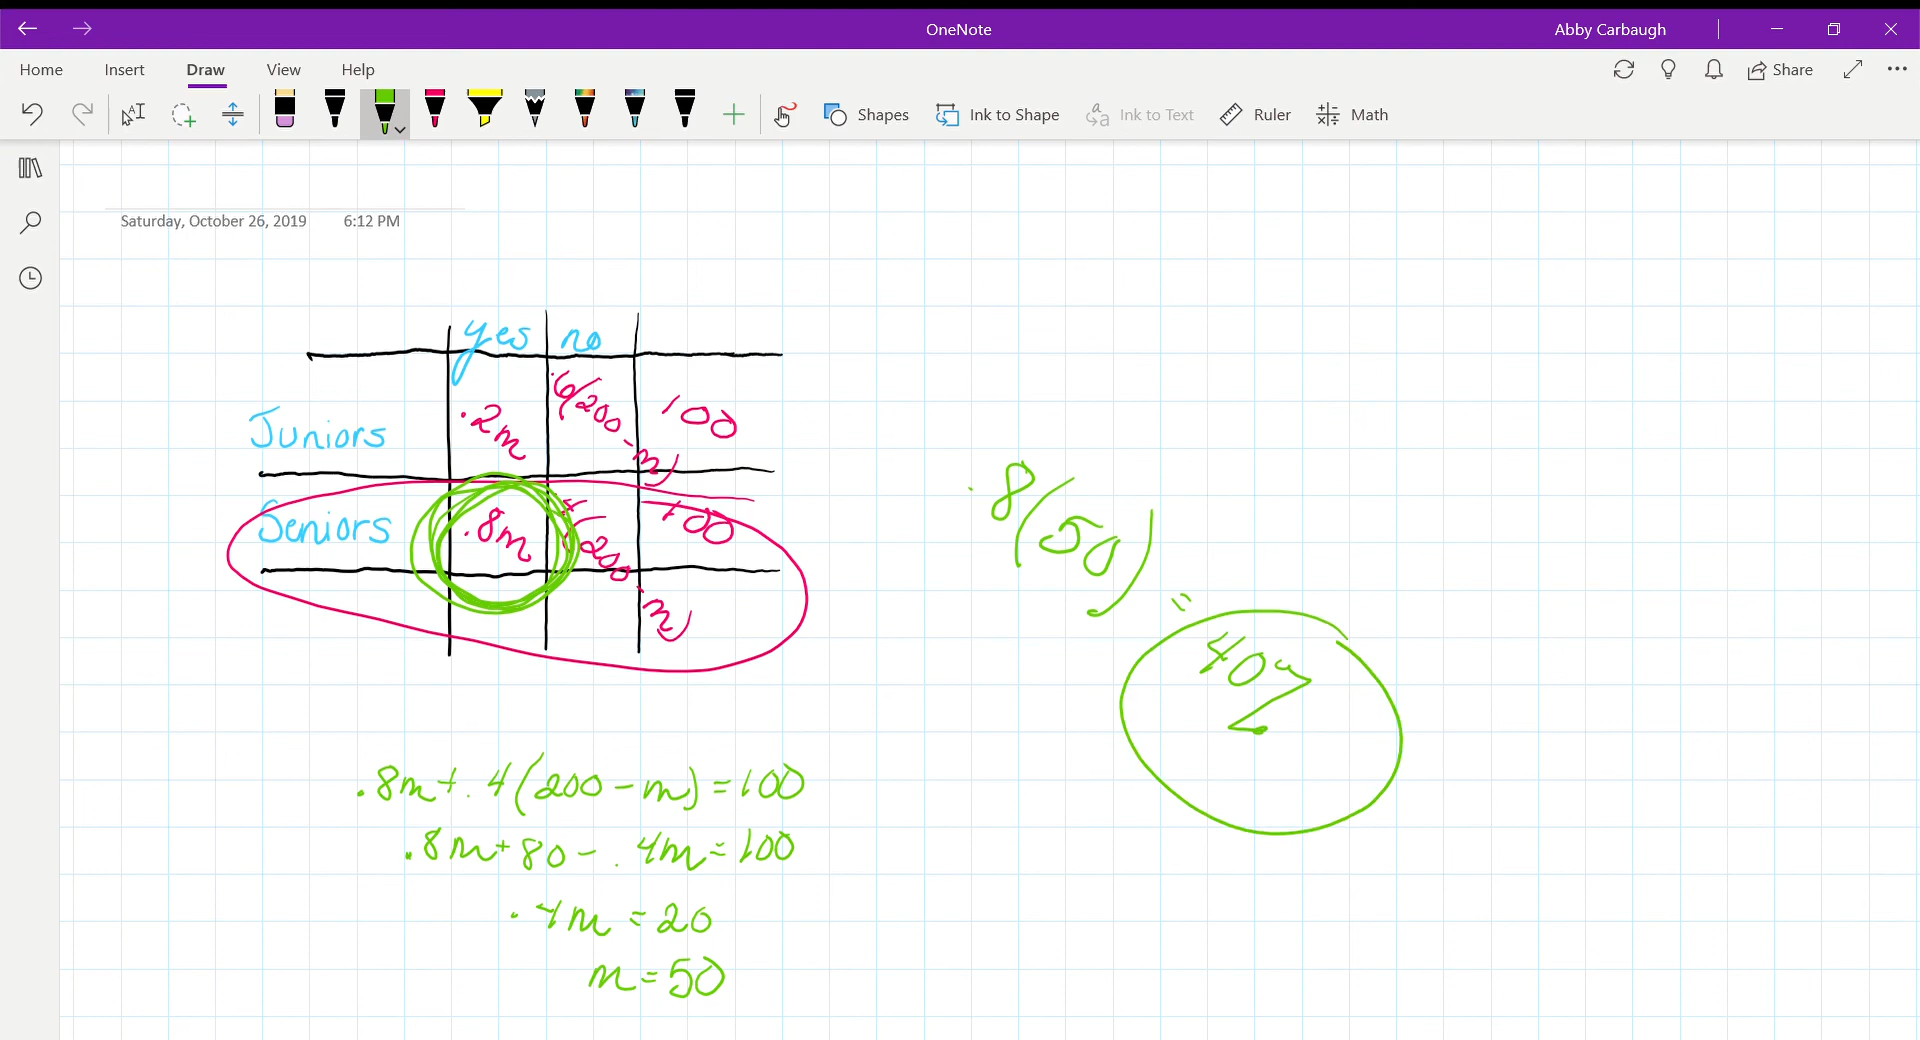 OneNote
Abby Carbaugh
Home Insert Draw View Help
Share
Shapes Ink to Shape Ink to Text Ruler Math
Saturday, October 26, 2019 6:12 PM
yes no
Juniors .2m .6(200-m) 100
Seniors .8m (200-m) 100
.8(50)
=
40
.8m+.4(200-m)=100
.8m+80-.4m=100
.4m=20
m=50